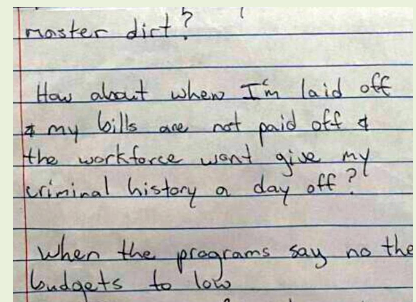 master dirt?
How about when I'm laid off
& my bills are not paid off &
the workforce wont give my
criminal history a day off?
When the programs say no the
budgets to low